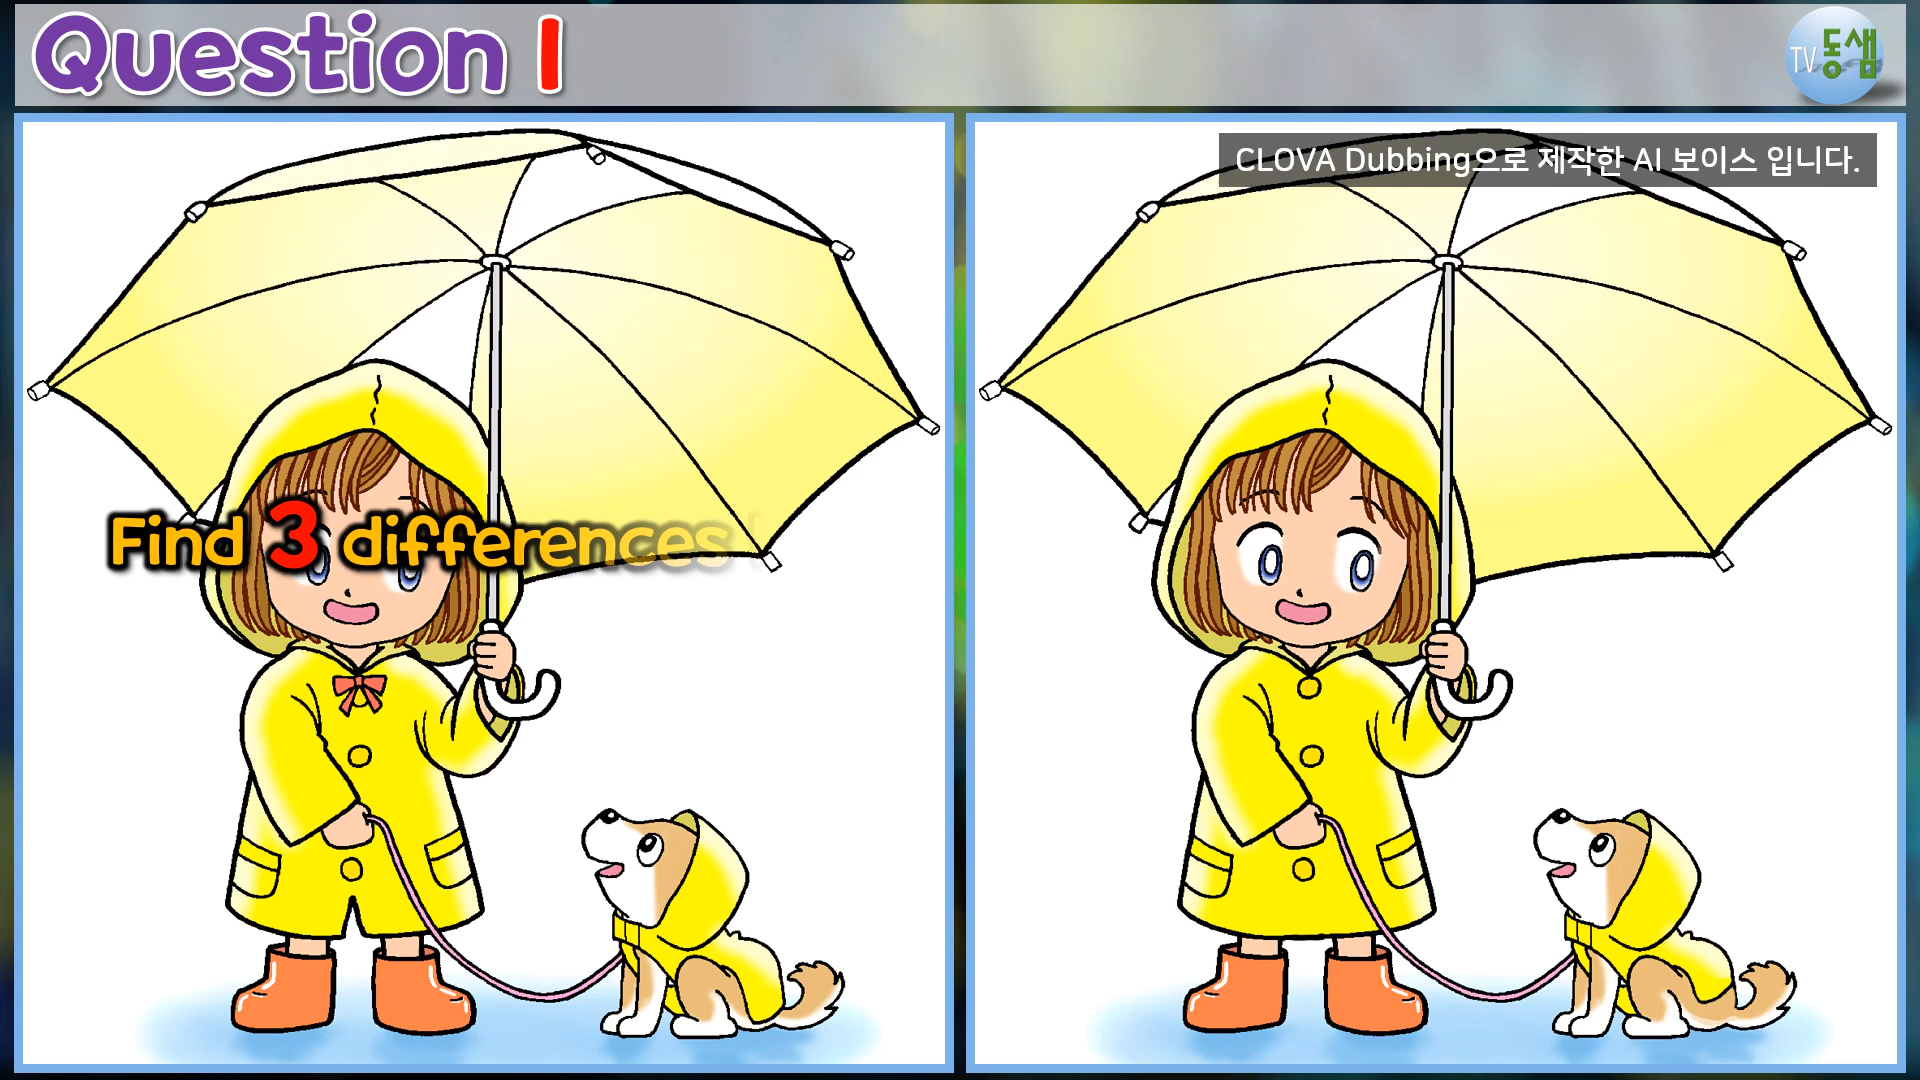 Question 1
TV 동샘
CLOVA Dubbing으로 제작한 AI 보이스 입니다.
Find 3 differences !